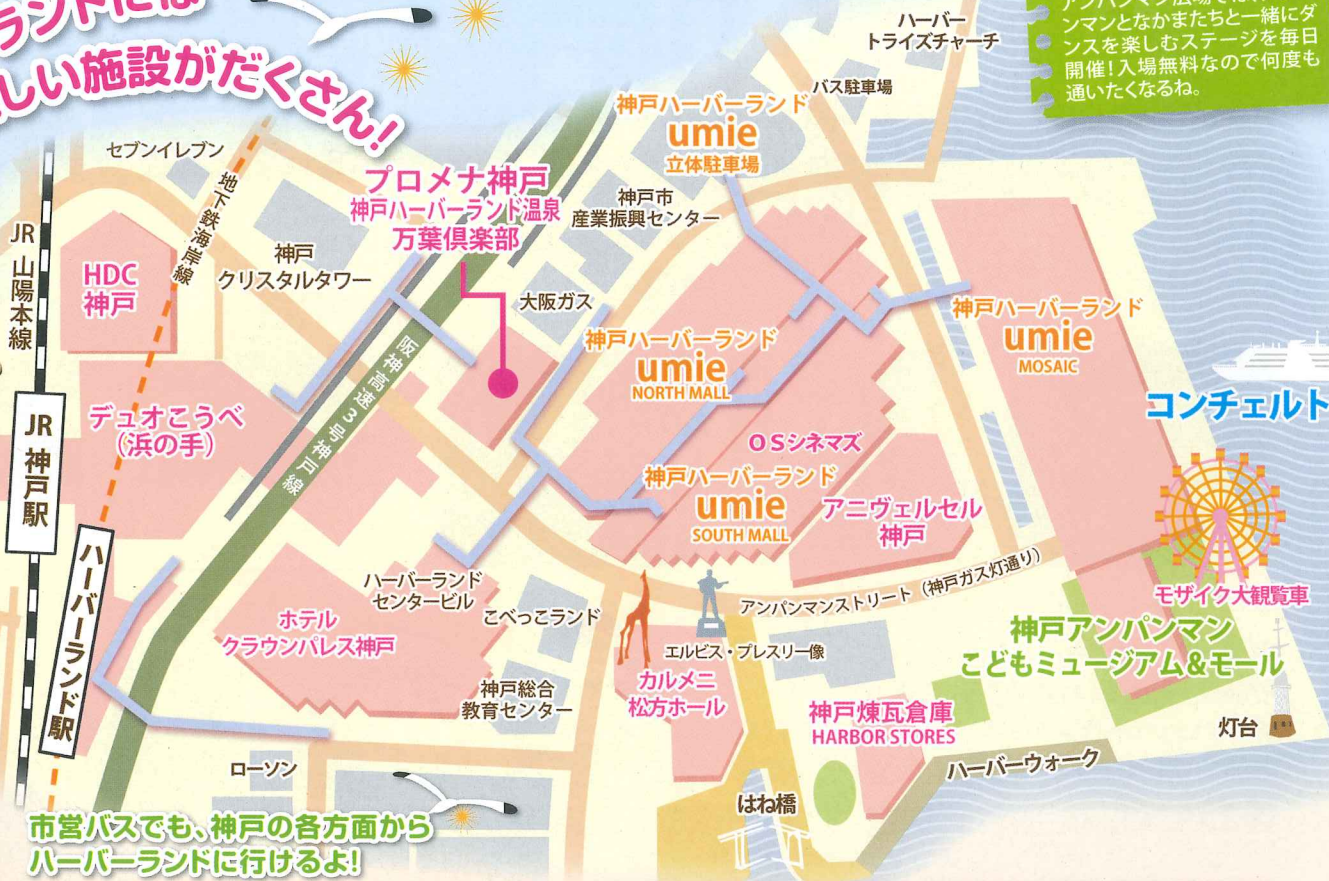 ランドには
しい施設がだくさん!
ンマンとなかまたちと一緒にダ
ンスを楽しむステージを毎日
開催!入場無料なので何度も
通いたくなるね。
ハーバー
トライズチャーチ
バス駐車場
神戸ハーバーランド
umie
立体駐車場
セブンイレブン
地下鉄海岸線
プロメナ神戸
神戸ハーバーランド温泉
万葉倶楽部
神戸市
産業振興センター
JR 山陽本線
HDC
神戸
神戸
クリスタルタワー
大阪ガス
阪神高速3号神戸線
神戸ハーバーランド
umie
NORTH MALL
神戸ハーバーランド
umie
MOSAIC
コンチェルト
デュオこうべ
(浜の手)
JR 神戸駅
OSシネマズ
神戸ハーバーランド
umie
SOUTH MALL
アニヴェルセル
神戸
ハーバーランド駅
ハーバーランド
センタービル
こべっこランド
ホテル
クラウンパレス神戸
アンパンマンストリート(神戸ガス灯通り)
モザイク大観覧車
神戸アンパンマン
こどもミュージアム&モール
エルビス・プレスリー像
カルメニ
松方ホール
神戸総合
教育センター
神戸煉瓦倉庫
HARBOR STORES
灯台
ハーバーウォーク
ローソン
はね橋
市営バスでも、神戸の各方面から
ハーバーランドに行けるよ!